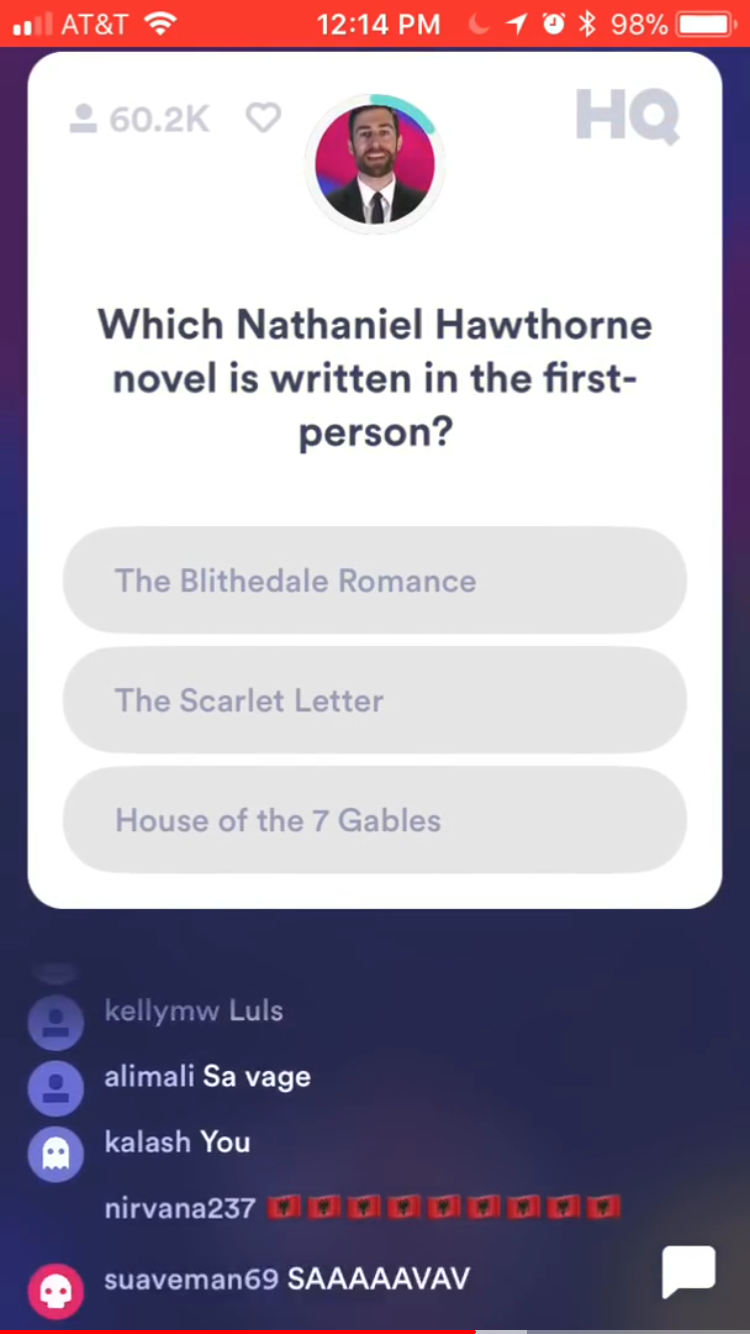 AT&T 12:14 PM 98%
60.2K HQ
Which Nathaniel Hawthorne
novel is written in the first-
person?
The Blithedale Romance
The Scarlet Letter
House of the 7 Gables
kellymw Luls
alimali Sa vage
kalash You
nirvana237 🇦🇱🇦🇱🇦🇱🇦🇱🇦🇱🇦🇱🇦🇱🇦🇱🇦🇱
suaveman69 SAAAAAVAV